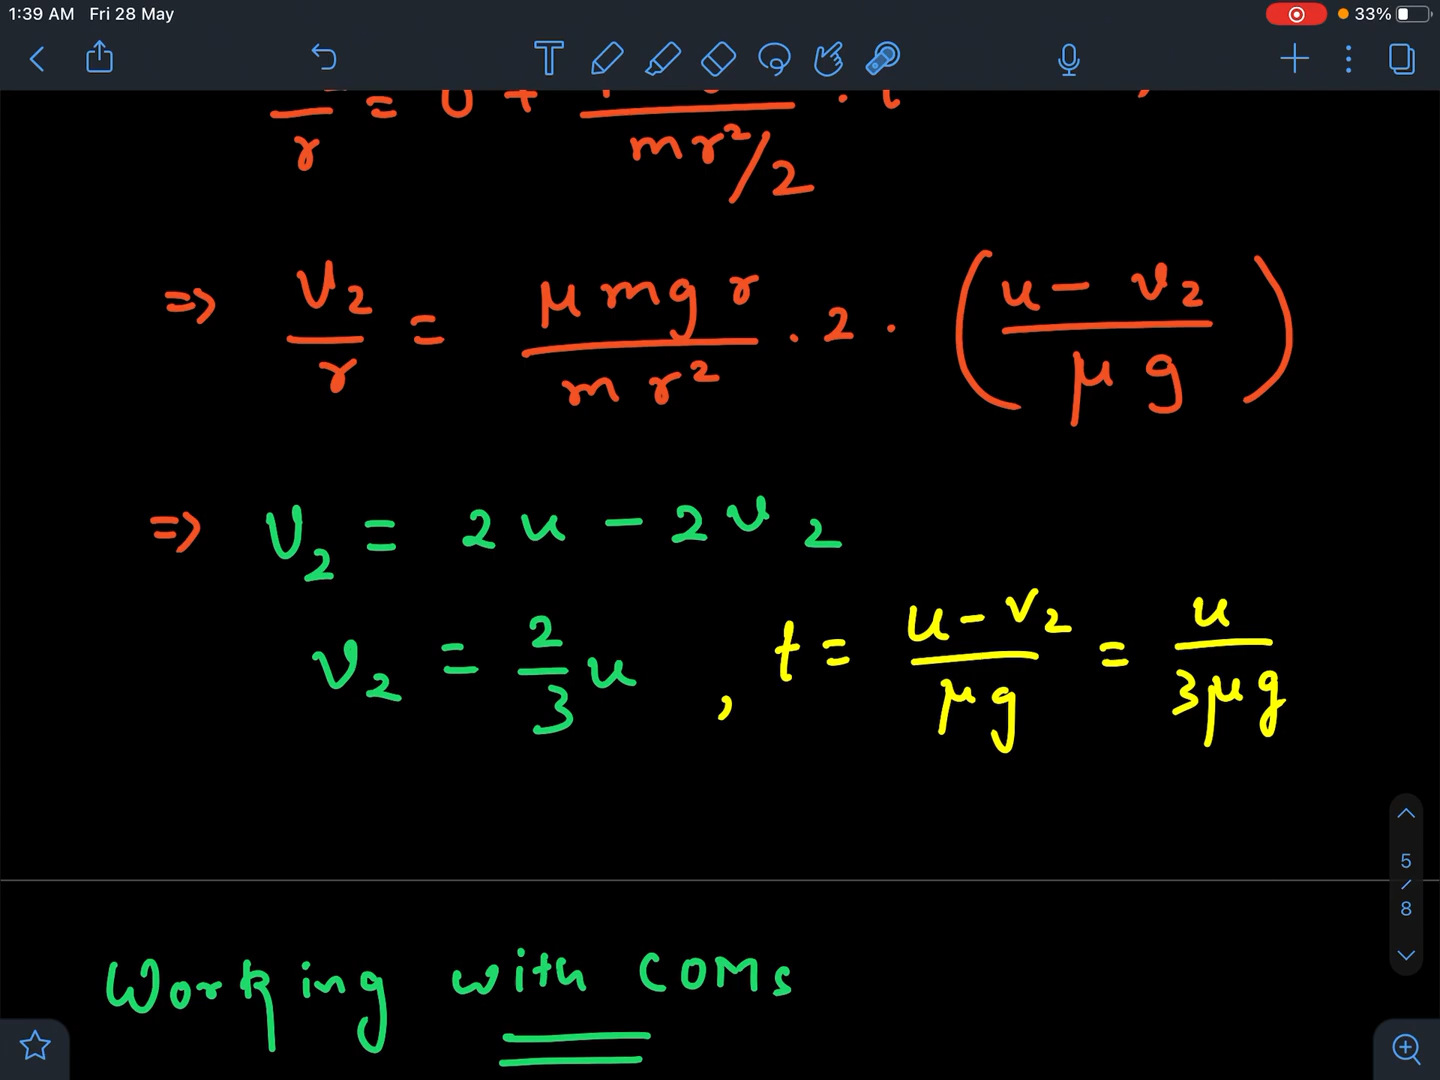 1:39 AM Fri 28 May 33%
r = 0 +
mr²/2
=> V₂/r = μmgr/mr² . 2 . (u - v₂/μg)
=> V₂ = 2u - 2v₂
v₂ = 2/3 u , t = u - v₂/μg = u/3μg
5/8
Working with COMs